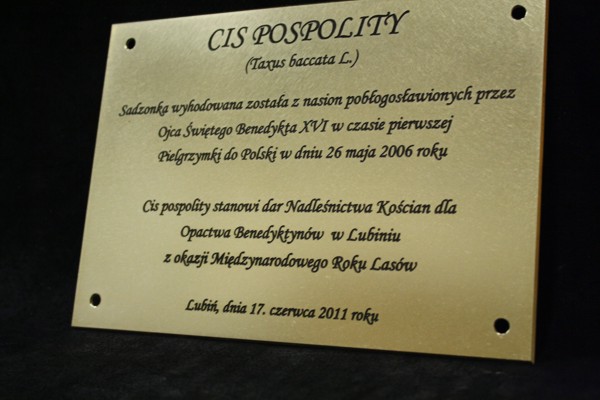 CIS POSPOLITY
(Taxus baccata L.)
Sadzonka wyhodowana została z nasion pobłogosławionych przez
Ojca Świętego Benedykta XVI w czasie pierwszej
Pielgrzymki do Polski w dniu 26 maja 2006 roku
Cis pospolity stanowi dar Nadleśnictwa Kościan dla
Opactwa Benedyktynów w Lubiniu
z okazji Międzynarodowego Roku Lasów
Lubiń, dnia 17. czerwca 2011 roku